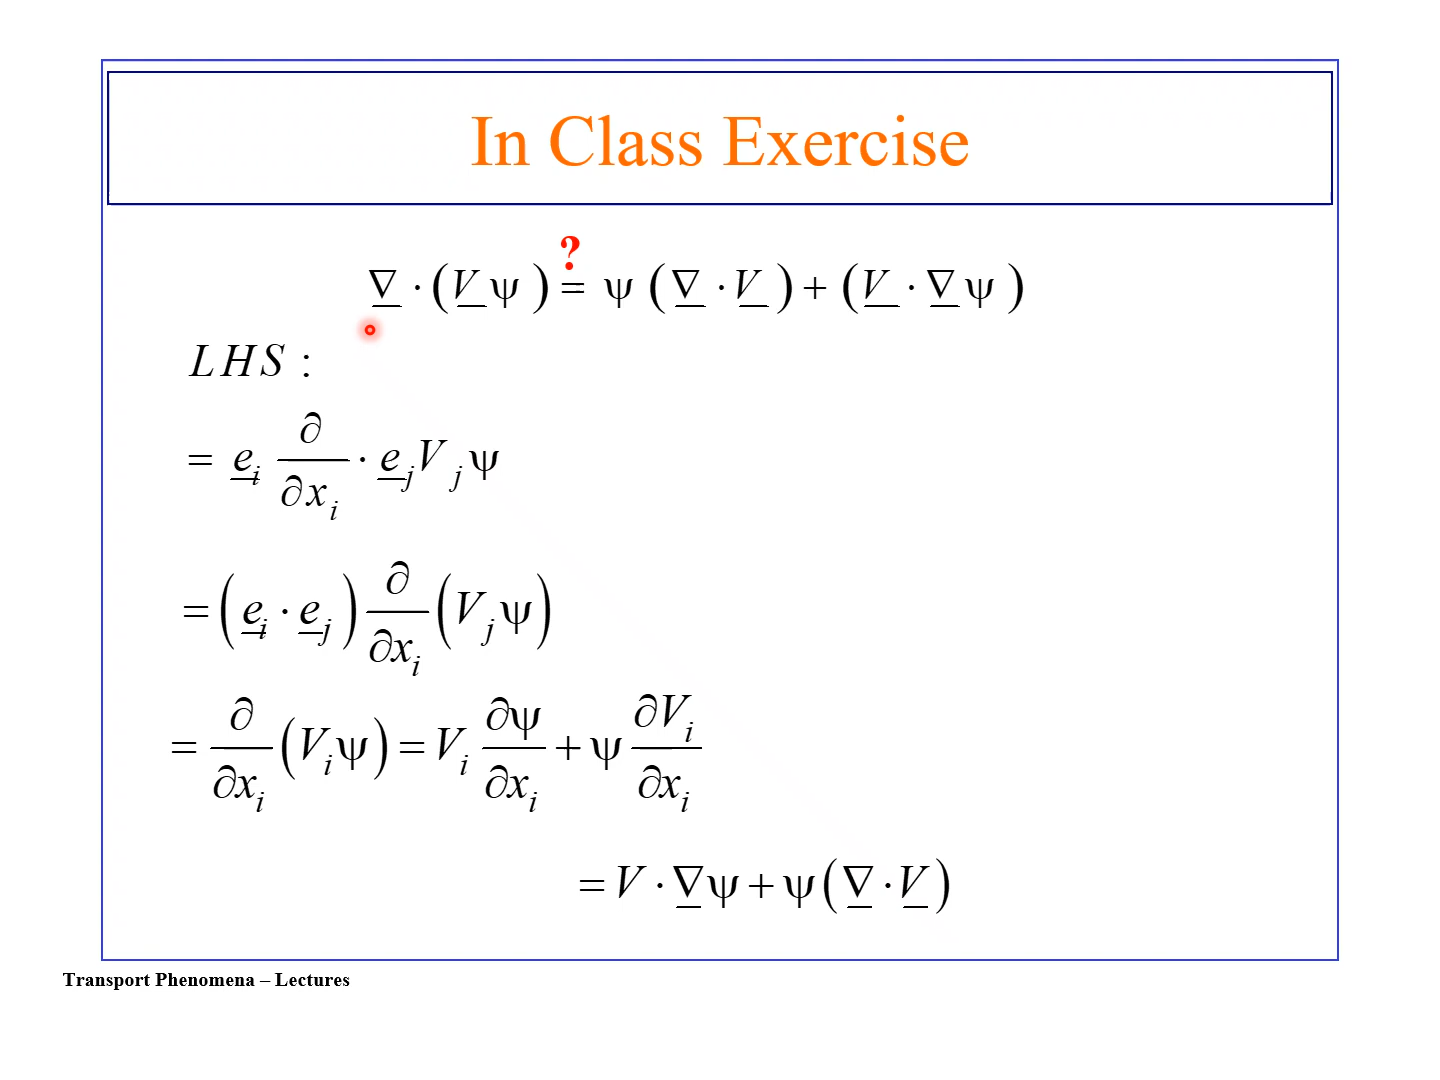 In Class Exercise
?
∇ · (V ψ) = ψ (∇ · V) + (V · ∇ψ)
LHS :
= e_i ∂/∂x_i · e_j V_j ψ
= (e_i · e_j) ∂/∂x_i (V_j ψ)
= ∂/∂x_i (V_i ψ) = V_i ∂ψ/∂x_i + ψ ∂V_i/∂x_i
= V · ∇ψ + ψ(∇ · V)
Transport Phenomena – Lectures